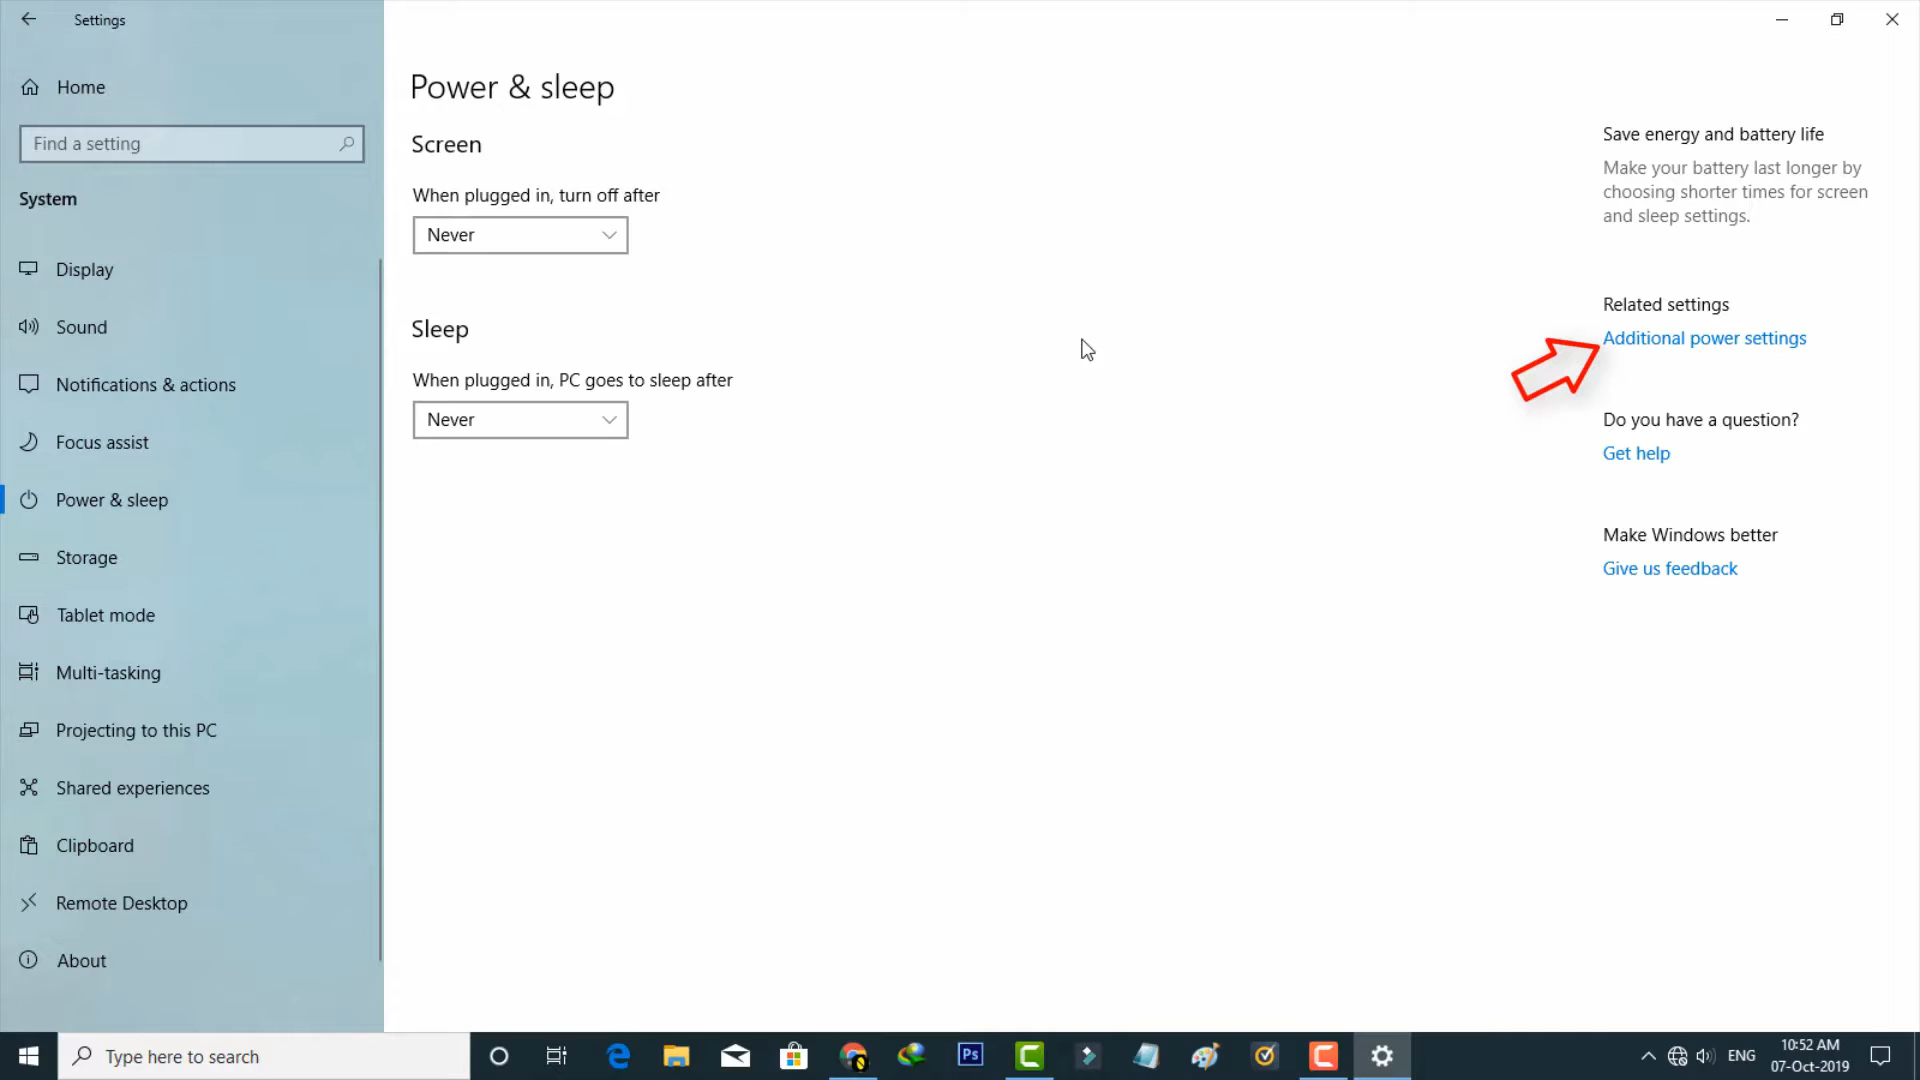 Settings
Home
Find a setting
System
Display
Sound
Notifications & actions
Focus assist
Power & sleep
Storage
Tablet mode
Multi-tasking
Projecting to this PC
Shared experiences
Clipboard
Remote Desktop
About
Power & sleep
Screen
When plugged in, turn off after
Never
Sleep
When plugged in, PC goes to sleep after
Never
Save energy and battery life
Make your battery last longer by
choosing shorter times for screen
and sleep settings.
Related settings
Additional power settings
Do you have a question?
Get help
Make Windows better
Give us feedback
Type here to search
Ps
ENG
10:52 AM
07-Oct-2019